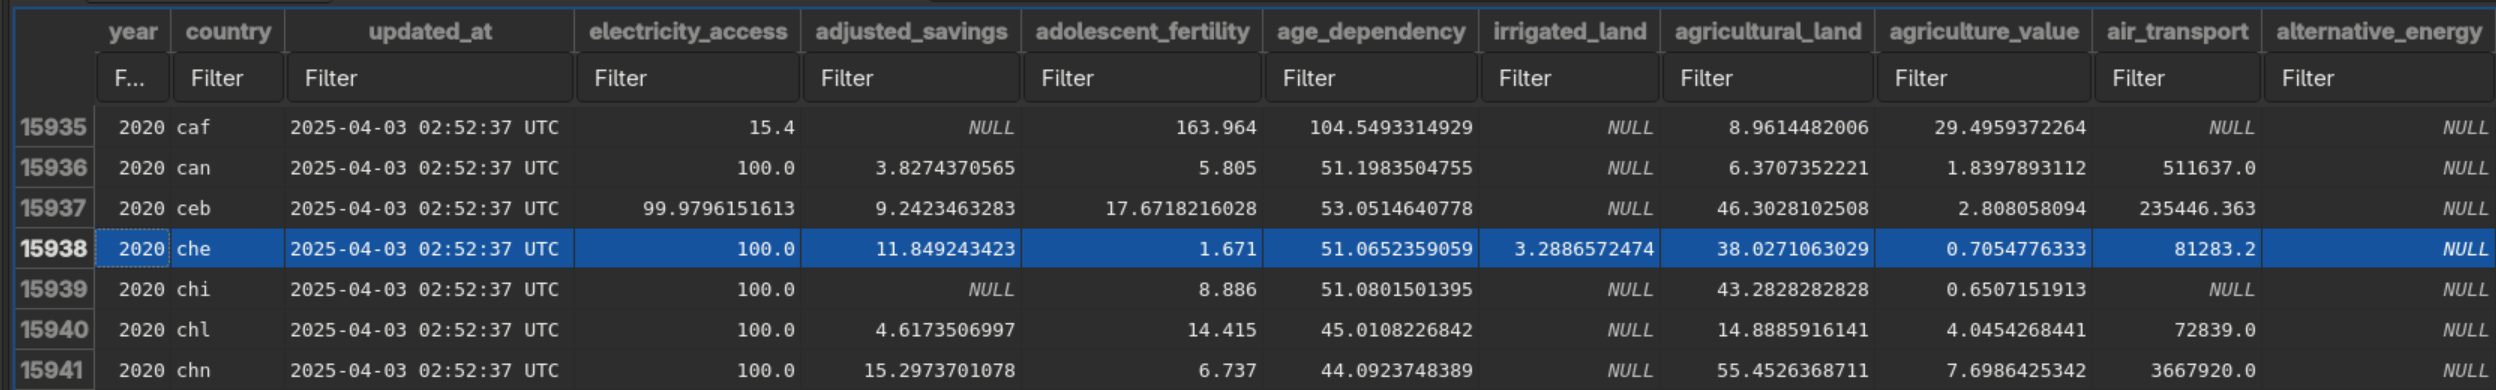 year country updated_at electricity_access adjusted_savings adolescent_fertility age_dependency irrigated_land agricultural_land agriculture_value air_transport alternative_energy
F... Filter Filter Filter Filter Filter Filter Filter Filter Filter Filter Filter
15935 2020 caf 2025-04-03 02:52:37 UTC 15.4 NULL 163.964 104.5493314929 NULL 8.9614482006 29.4959372264 NULL NULL
15936 2020 can 2025-04-03 02:52:37 UTC 100.0 3.8274370565 5.805 51.1983504755 NULL 6.3707352221 1.8397893112 511637.0 NULL
15937 2020 ceb 2025-04-03 02:52:37 UTC 99.9796151613 9.2423463283 17.6718216028 53.0514640778 NULL 46.3028102508 2.808058094 235446.363 NULL
15938 2020 che 2025-04-03 02:52:37 UTC 100.0 11.849243423 1.671 51.0652359059 3.2886572474 38.0271063029 0.7054776333 81283.2 NULL
15939 2020 chi 2025-04-03 02:52:37 UTC 100.0 NULL 8.886 51.0801501395 NULL 43.2828282828 0.6507151913 NULL NULL
15940 2020 chl 2025-04-03 02:52:37 UTC 100.0 4.6173506997 14.415 45.0108226842 NULL 14.8885916141 4.0454268441 72839.0 NULL
15941 2020 chn 2025-04-03 02:52:37 UTC 100.0 15.2973701078 6.737 44.0923748389 NULL 55.4526368711 7.6986425342 3667920.0 NULL